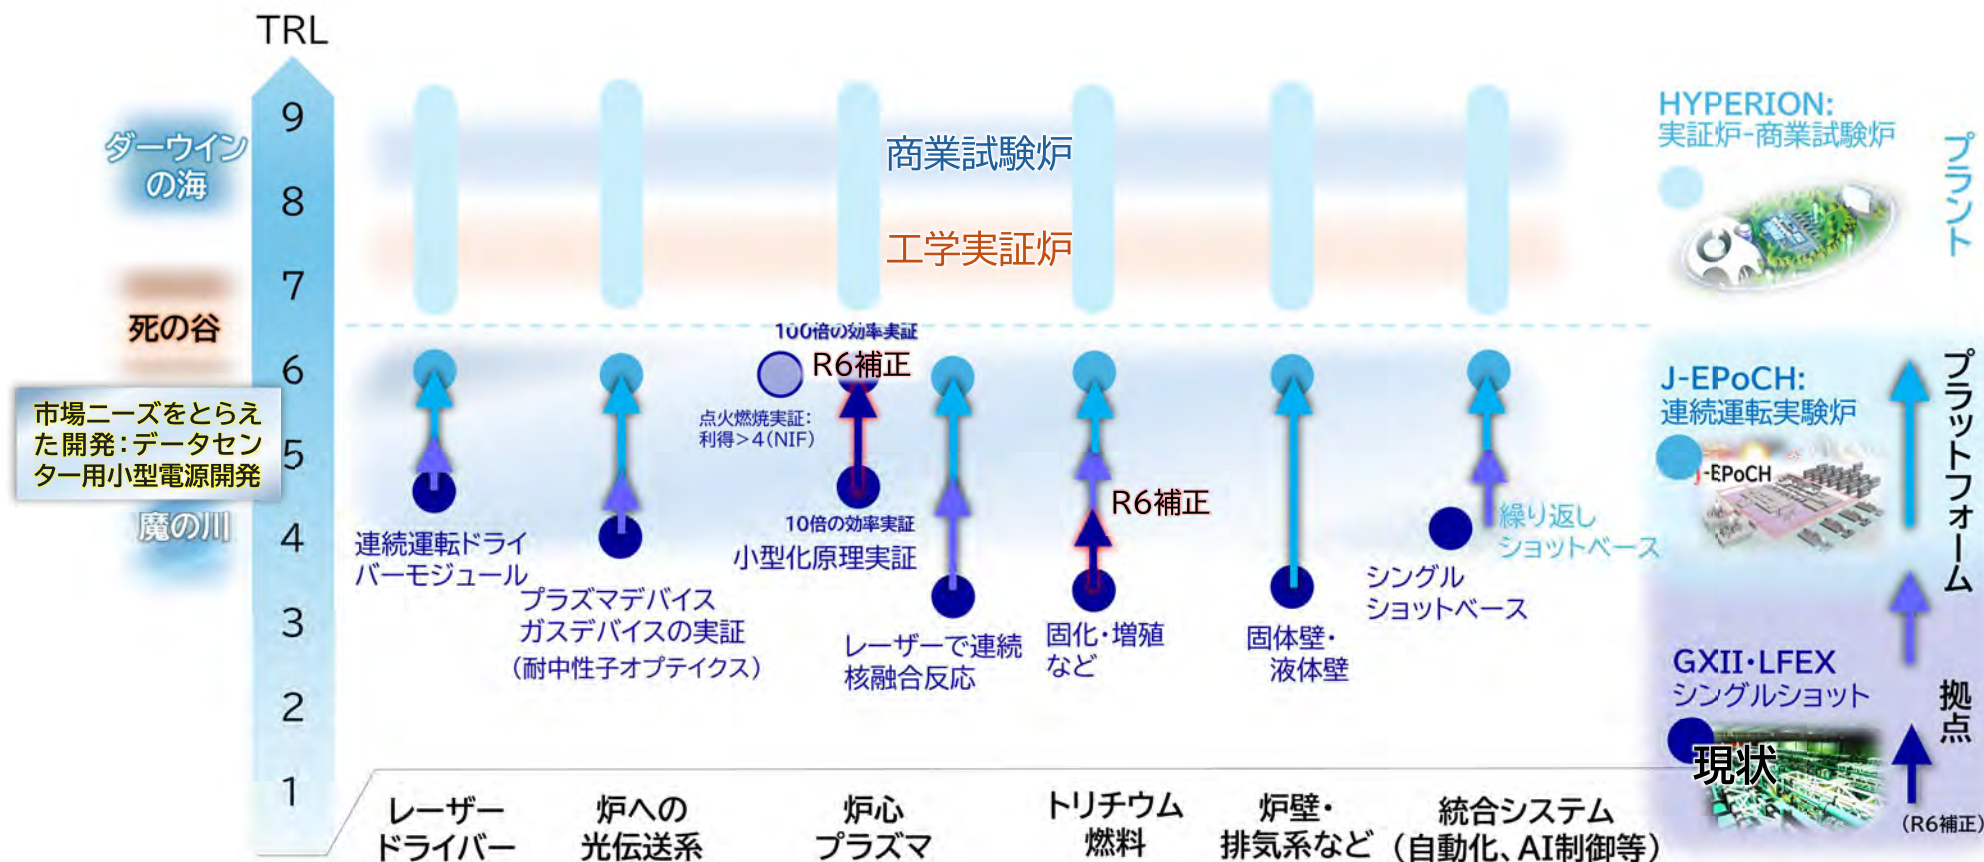 TRL
9
8
7
6
5
4
3
2
1
ダーウイン
の海
死の谷
市場ニーズをとらえ
た開発：データセン
ター用小型電源開発
魔の川
商業試験炉
工学実証炉
100倍の効率実証
R6補正
点火燃焼実証：
利得＞4（NIF）
10倍の効率実証
小型化原理実証
連続運転ドライ
バーモジュール
プラズマデバイス
ガスデバイスの実証
（耐中性子オプテイクス）
レーザーで連続
核融合反応
R6補正
固化・増殖
など
固体壁・
液体壁
シングル
ショットベース
繰り返し
ショットベース
レーザー
ドライバー
炉への
光伝送系
炉心
プラズマ
トリチウム
燃料
炉壁・
排気系など
統合システム
（自動化、AI制御等）
HYPERION:
実証炉-商業試験炉
プラント
J-EPoCH:
連続運転実験炉
J-EPoCH
プラットフォーム
GXII・LFEX
シングルショット
現状
拠点
（R6補正）